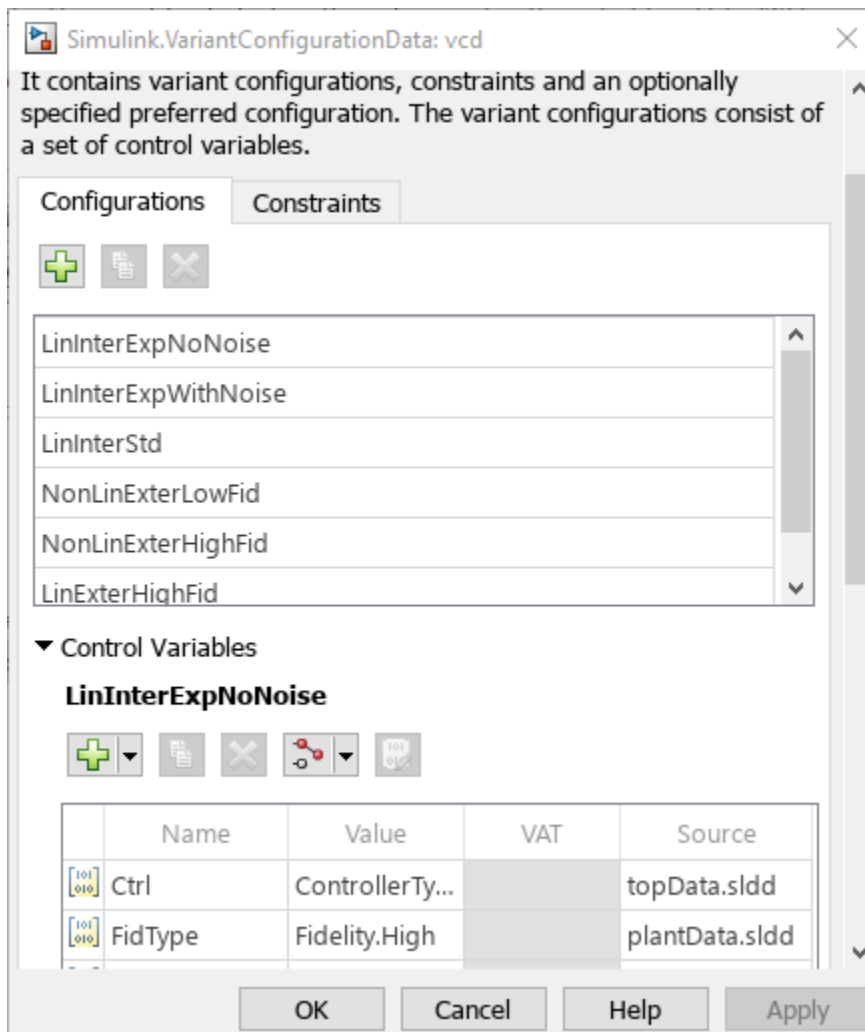 Simulink.VariantConfigurationData: vcd
It contains variant configurations, constraints and an optionally
specified preferred configuration. The variant configurations consist of
a set of control variables.
Configurations Constraints
LinInterExpNoNoise
LinInterExpWithNoise
LinInterStd
NonLinExterLowFid
NonLinExterHighFid
LinExterHighFid
Control Variables
LinInterExpNoNoise
Name Value VAT Source
Ctrl ControllerTy... topData.sldd
FidType Fidelity.High plantData.sldd
OK Cancel Help Apply